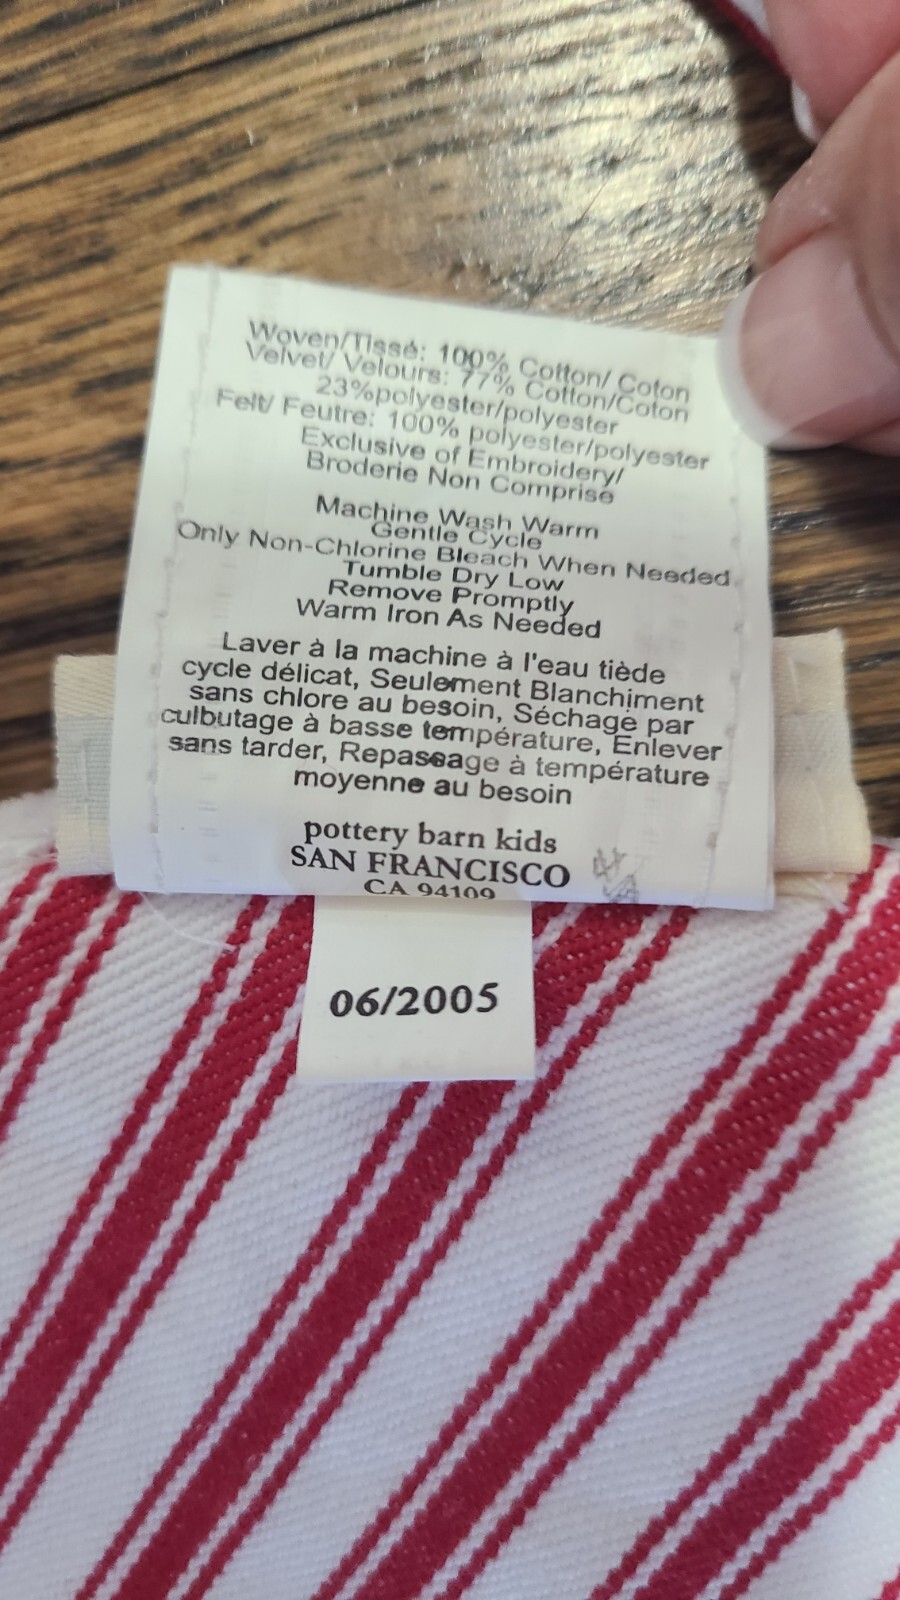 Woven/Tissé: 100% Cotton/ Coton
Velvet/ Velours: 77% Cotton/Coton
23%polyester/polyester
Felt/ Feutre: 100% polyester/polyester
Exclusive of Embroidery/
Broderie Non Comprise
Machine Wash Warm
Gentle Cycle
Only Non-Chlorine Bleach When Needed
Tumble Dry Low
Remove Promptly
Warm Iron As Needed
Laver à la machine à l'eau tiède
cycle délicat, Seulement Blanchiment
sans chlore au besoin, Séchage par
culbutage à basse température, Enlever
sans tarder, Repassage à température
moyenne au besoin
pottery barn kids
SAN FRANCISCO
CA 94109
06/2005